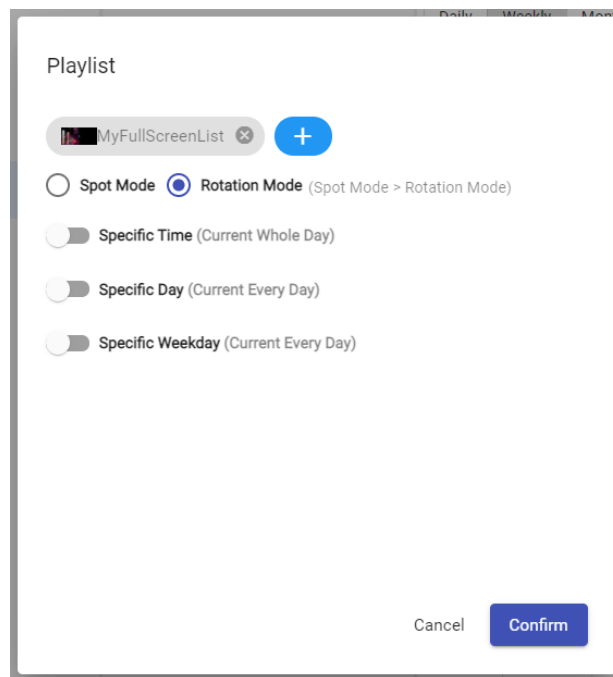 Daily Weekly
Playlist
MyFullScreenList
Spot Mode Rotation Mode (Spot Mode > Rotation Mode)
Specific Time (Current Whole Day)
Specific Day (Current Every Day)
Specific Weekday (Current Every Day)
Cancel Confirm